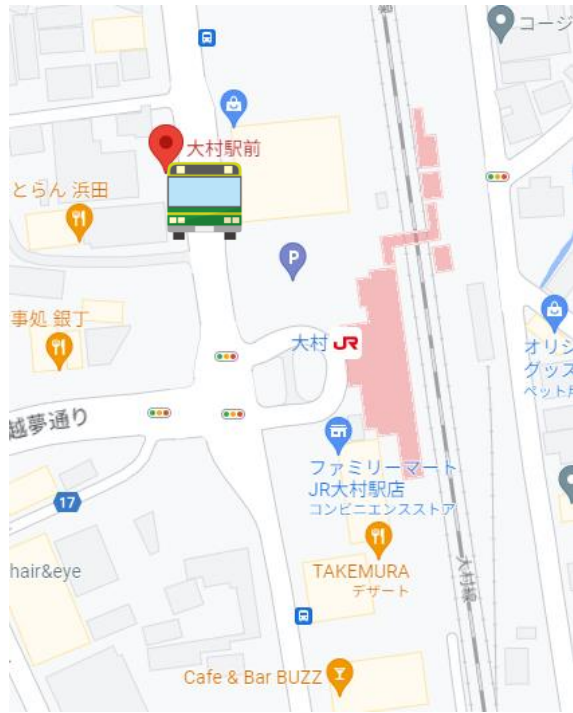 コージ
大村駅前
とらん 浜田
P
事処 銀丁
大村 JR
オリシ
グッズ
ペット用
越夢通り
ファミリーマート
JR大村駅店
コンビニエンスストア
17
大村線
hair&eye
TAKEMURA
デザート
Cafe & Bar BUZZ